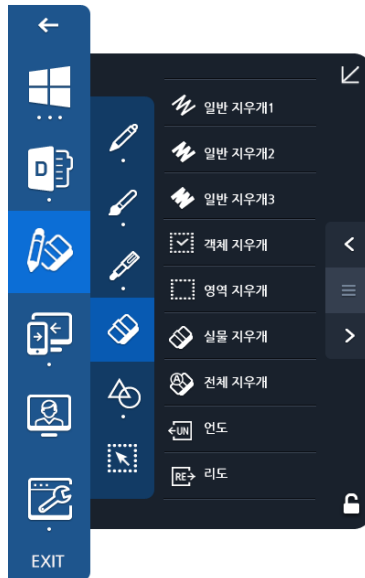 D
일반 지우개1
일반 지우개2
일반 지우개3
객체 지우개
영역 지우개
실물 지우개
A
전체 지우개
UN
언도
RE
리도
EXIT